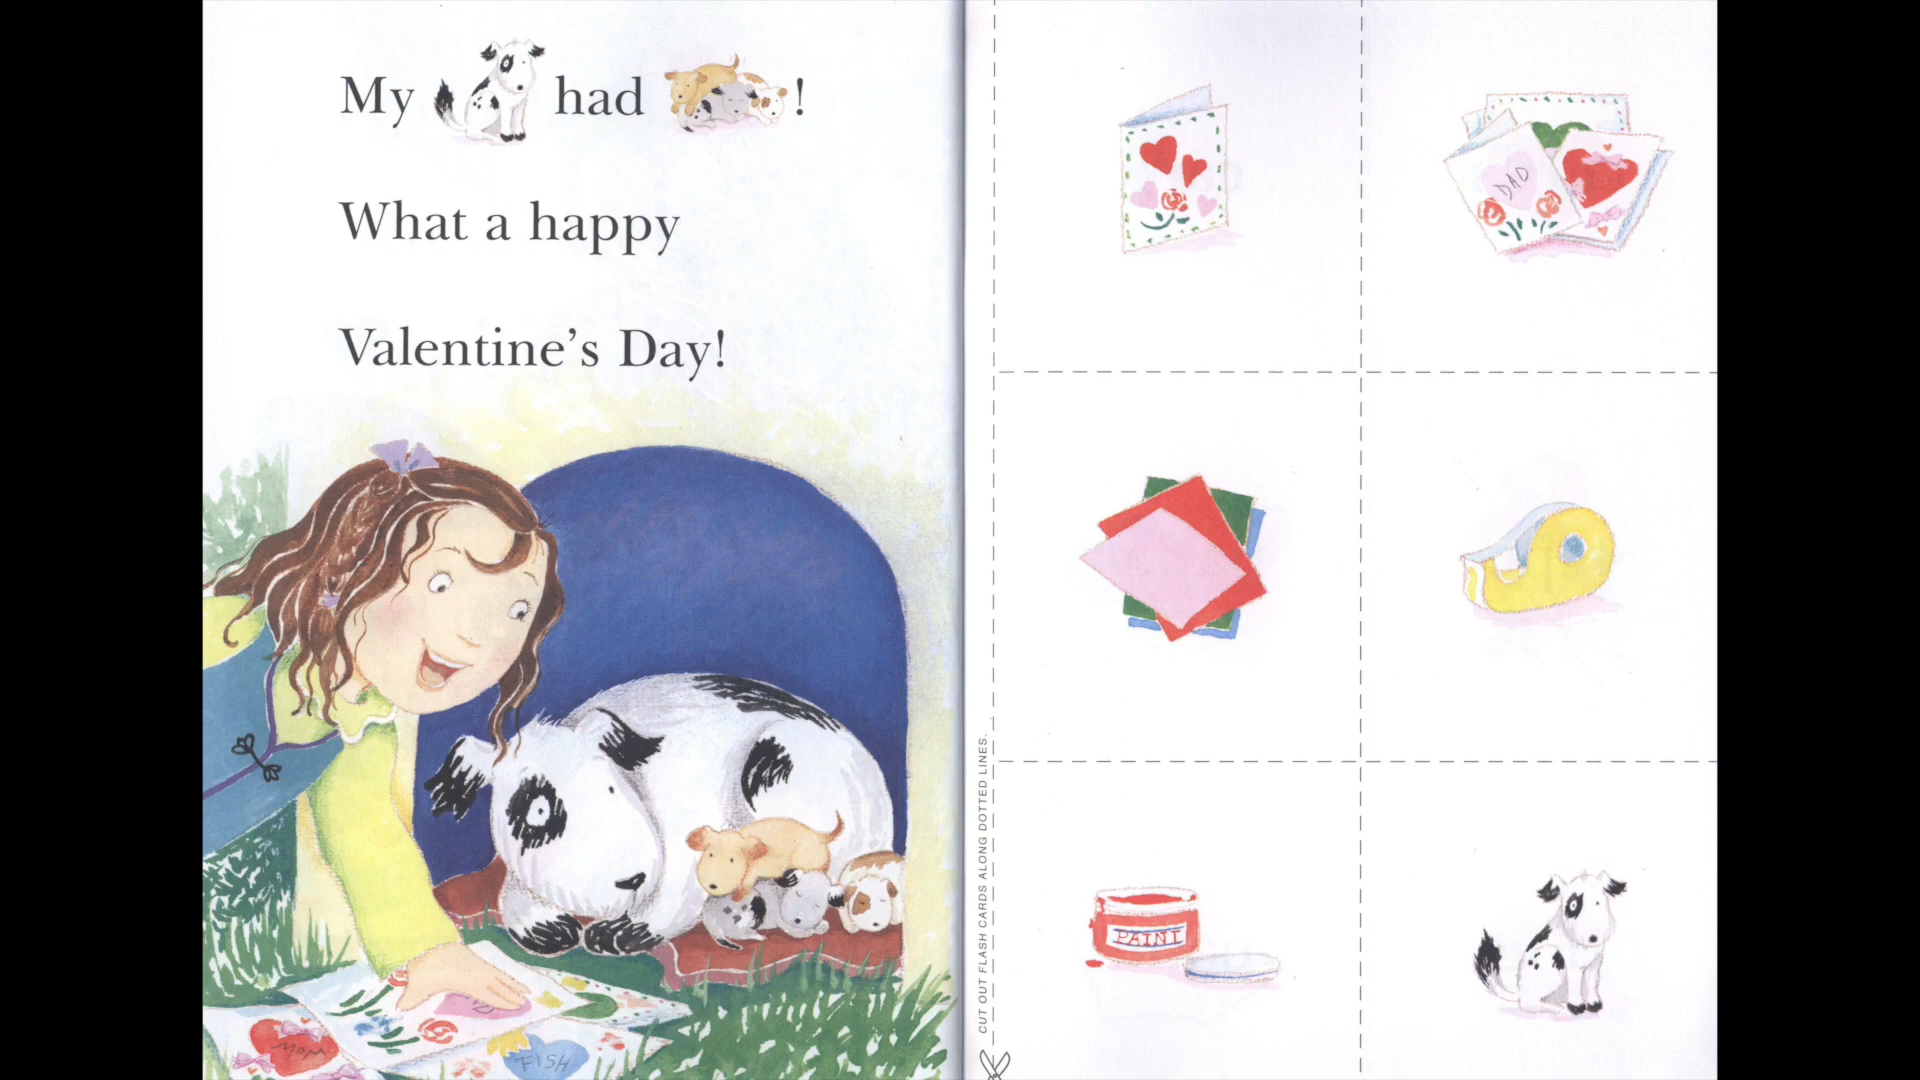 My had !
What a happy
Valentine's Day!
MOM
FISH
CUT OUT FLASH CARDS ALONG DOTTED LINES.
DAD
PAINT